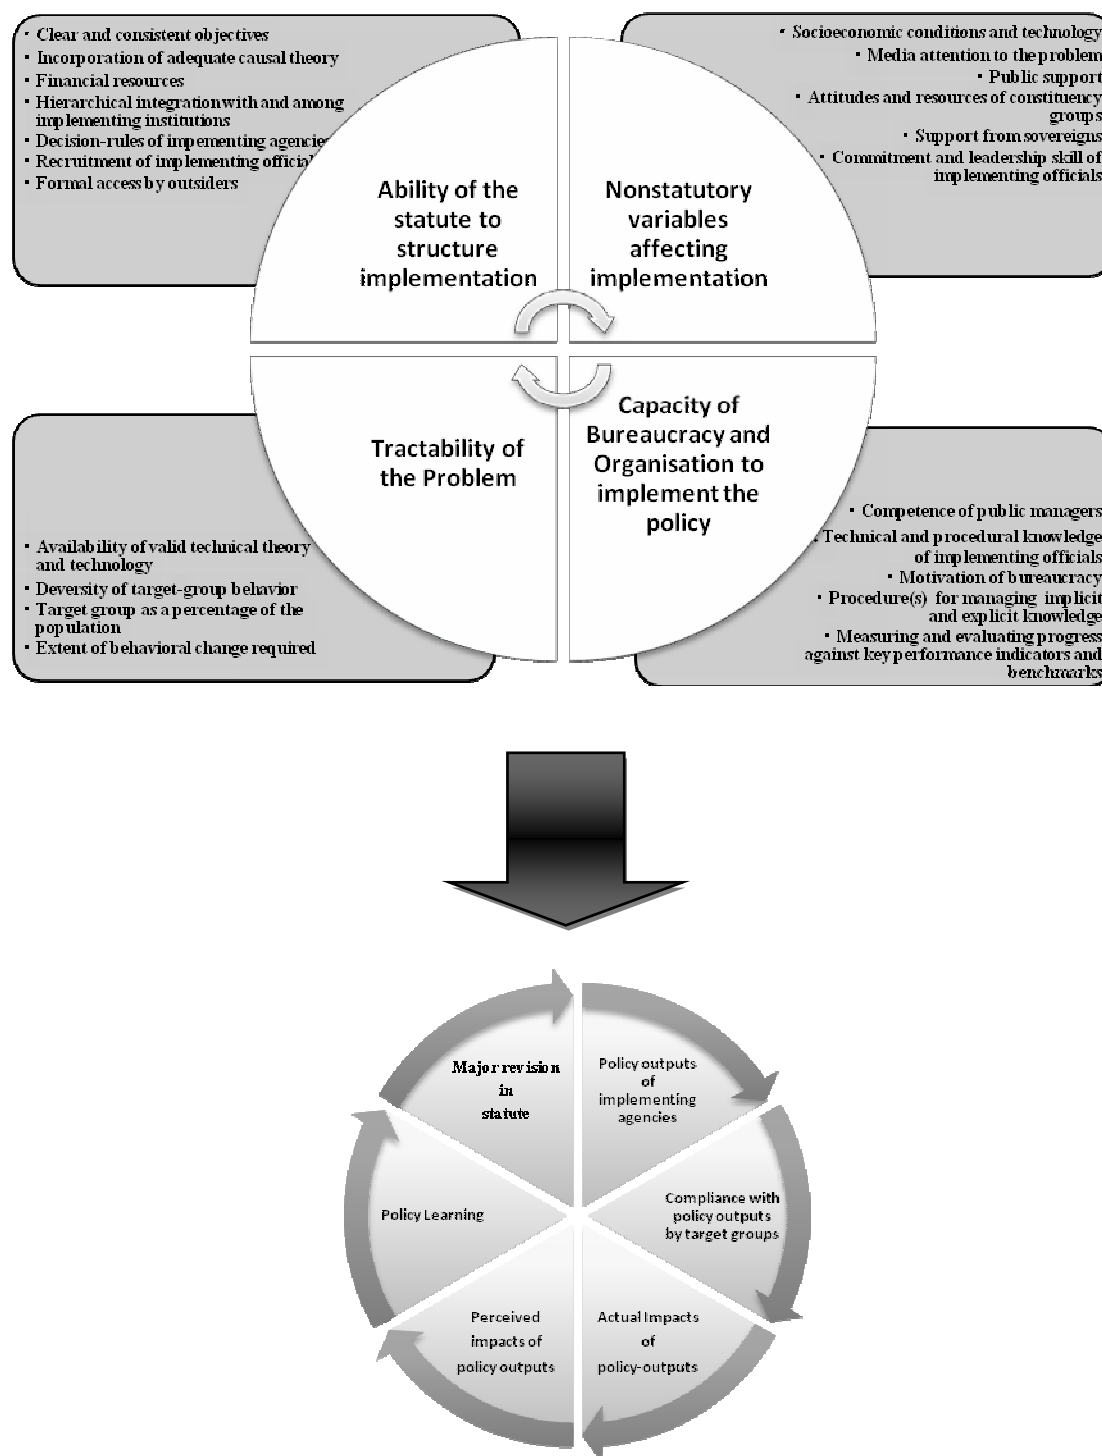 • Clear and consistent objectives
• Incorporation of adequate causal theory
• Financial resources
• Hierarchical integration with and among
implementing institutions
• Decision-rules of impementing agencies
• Recruitment of implementing official
• Formal access by outsiders
• Socioeconomic conditions and technology
• Media attention to the problem
• Public support
• Attitudes and resources of constituency
groups
• Support from sovereigns
• Commitment and leadership skill of
implementing officials
Ability of the
statute to
structure
implementation
Nonstatutory
variables
affecting
implementation
Tractability of
the Problem
Capacity of
Bureaucracy and
Organisation to
implement the
policy
• Availability of valid technical theory
and technology
• Deversity of target-group behavior
• Target group as a percentage of the
population
• Extent of behavioral change required
• Competence of public managers
. Technical and procedural knowledge
of implementing officials
• Motivation of bureaucracy
• Procedure(s) for managing implicit
and explicit knowledge
• Measuring and evaluating progress
against key performance indicators and
benchmarks
Major revision
in
statute
Policy outputs
of
implementing
agencies
Compliance with
policy outputs
by target groups
Actual Impacts
of
policy-outputs
Perceived
impacts of
policy outputs
Policy Learning